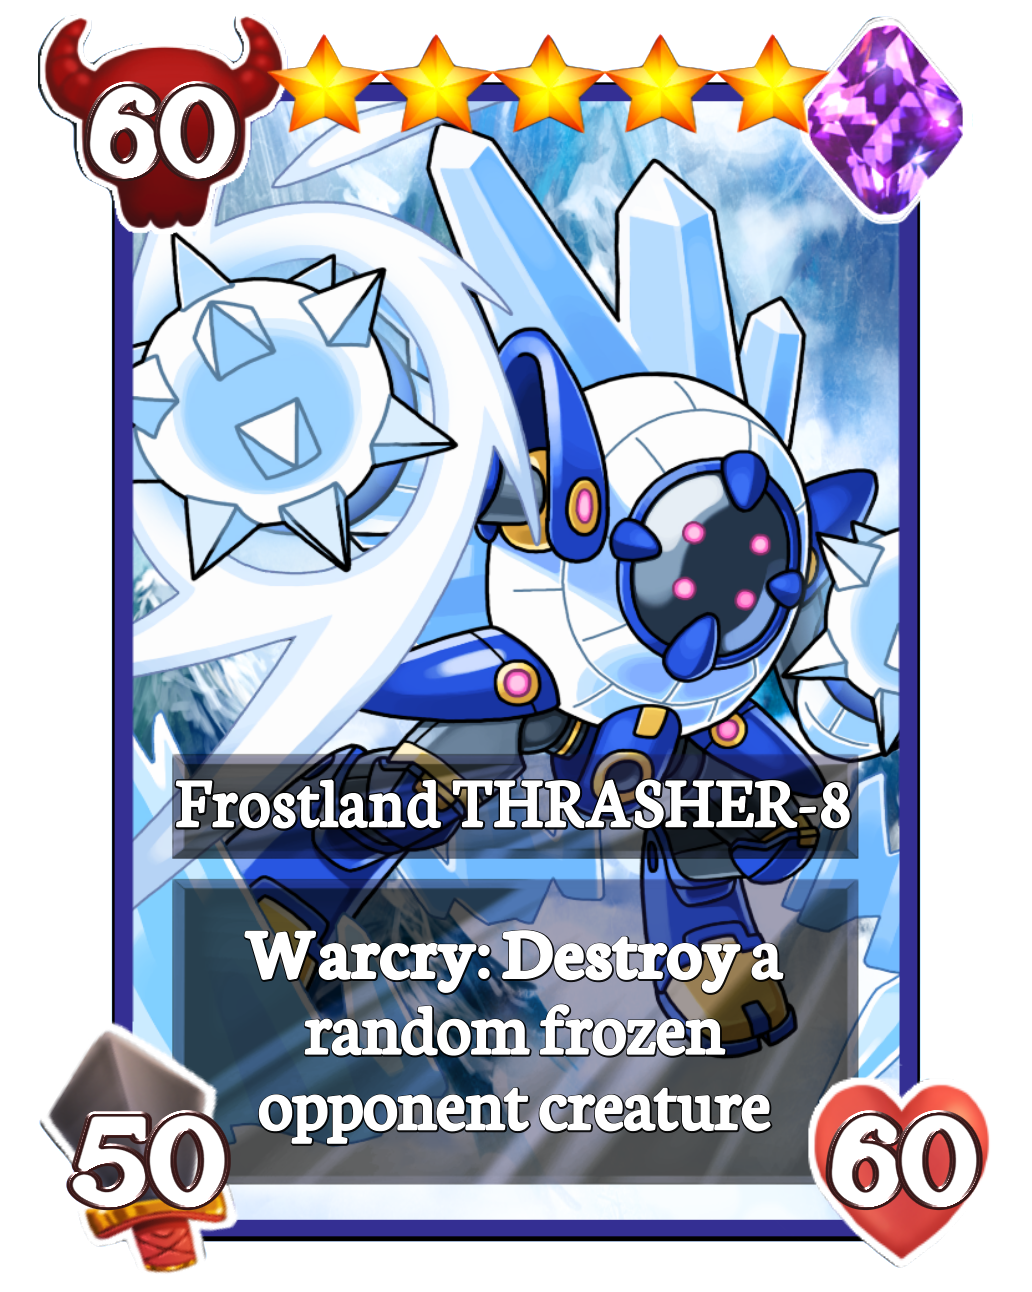 60
Frostland THRASHER-8
Warcry: Destroy a
random frozen
opponent creature
50
60